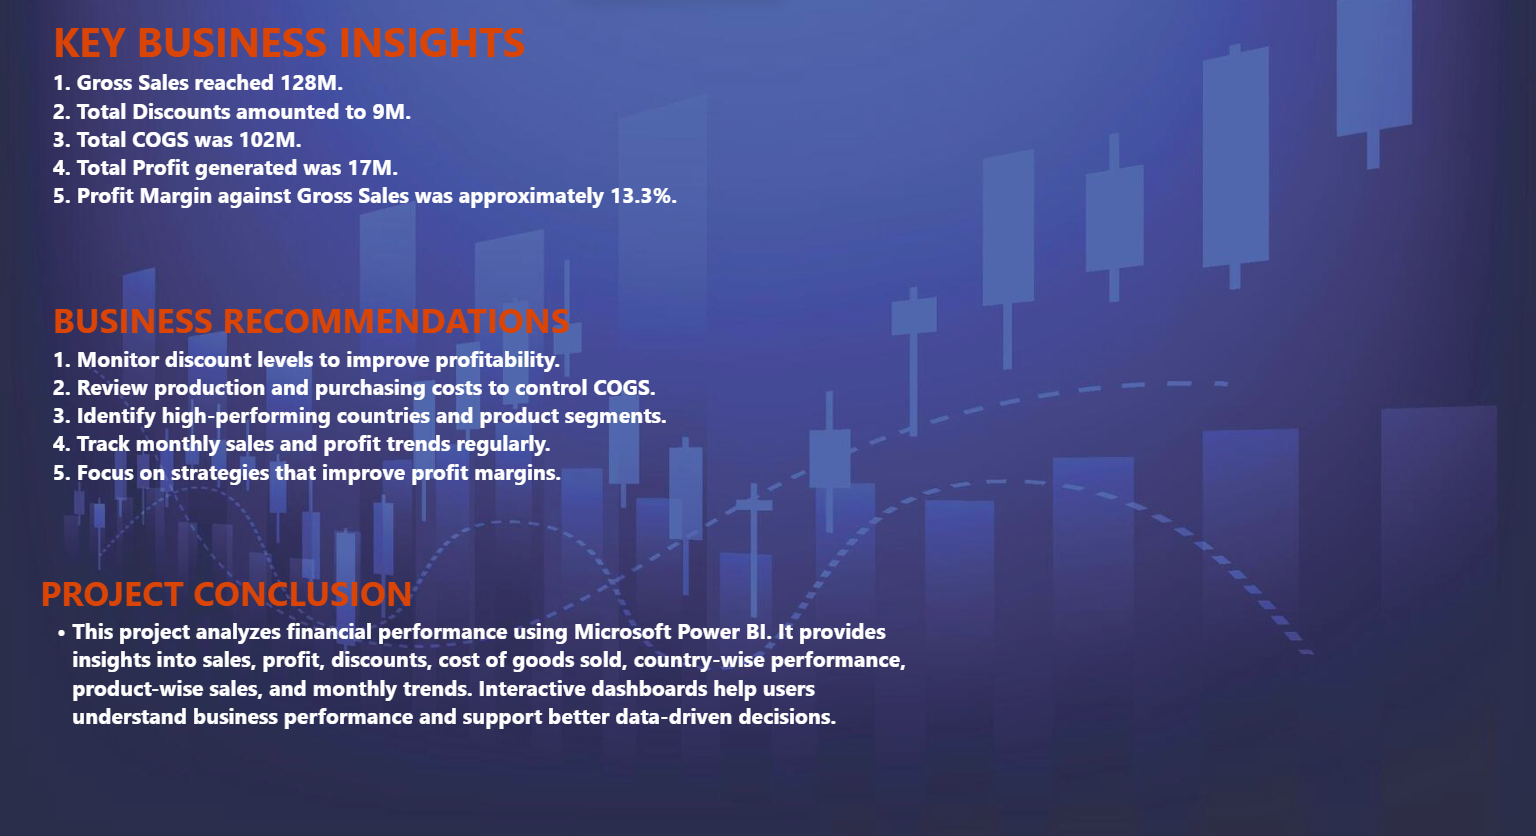 KEY BUSINESS INSIGHTS
1. Gross Sales reached 128M.
2. Total Discounts amounted to 9M.
3. Total COGS was 102M.
4. Total Profit generated was 17M.
5. Profit Margin against Gross Sales was approximately 13.3%.
BUSINESS RECOMMENDATIONS
1. Monitor discount levels to improve profitability.
2. Review production and purchasing costs to control COGS.
3. Identify high-performing countries and product segments.
4. Track monthly sales and profit trends regularly.
5. Focus on strategies that improve profit margins.
PROJECT CONCLUSION
• This project analyzes financial performance using Microsoft Power BI. It provides
insights into sales, profit, discounts, cost of goods sold, country-wise performance,
product-wise sales, and monthly trends. Interactive dashboards help users
understand business performance and support better data-driven decisions.